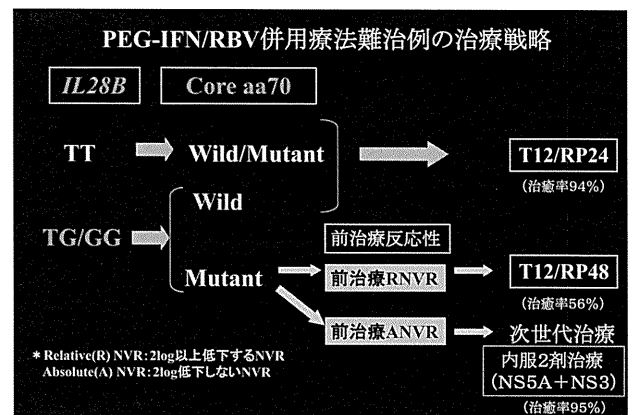 PEG-IFN/RBV併用療法難治例の治療戦略
IL28B
Core aa70
TT
Wild/Mutant
T12/RP24
(治癒率94%)
Wild
TG/GG
前治療反応性
Mutant
前治療RNVR
T12/RP48
(治癒率56%)
前治療ANVR
次世代治療
内服2剤治療
(NS5A+NS3)
(治癒率95%)
* Relative(R) NVR:2log以上低下するNVR
Absolute(A) NVR:2log低下しないNVR